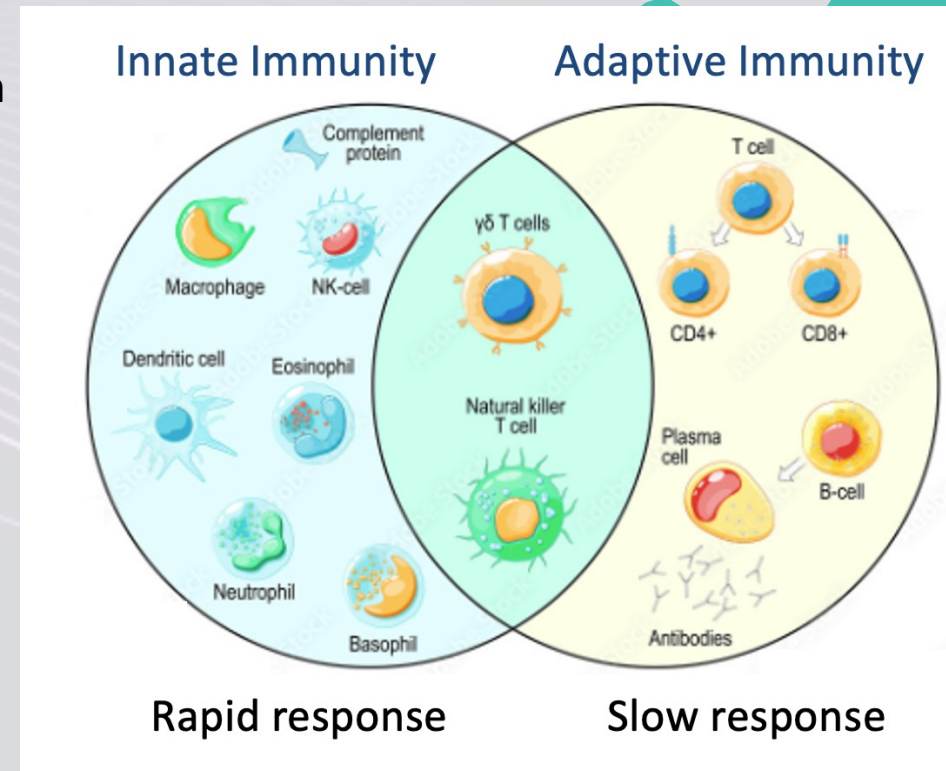 Innate Immunity
Adaptive Immunity
Complement
protein
Macrophage
NK-cell
Dendritic cell
Eosinophil
Neutrophil
Basophil
γδ T cells
Natural killer
T cell
T cell
CD4+
CD8+
Plasma
cell
B-cell
Antibodies
Rapid response
Slow response